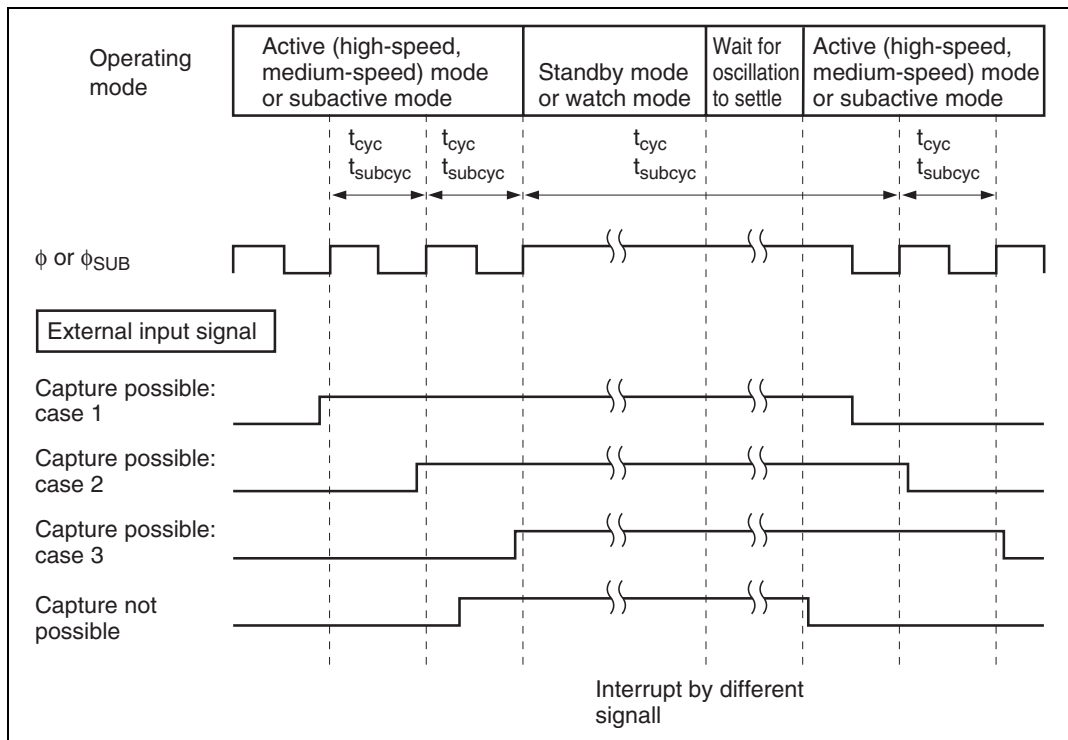 Operating
mode
Active (high-speed,
medium-speed) mode
or subactive mode
Standby mode
or watch mode
Wait for
oscillation
to settle
Active (high-speed,
medium-speed) mode
or subactive mode
tcyc
tsubcyc
tcyc
tsubcyc
tcyc
tsubcyc
tcyc
tsubcyc
ϕ or ϕSUB
External input signal
Capture possible:
case 1
Capture possible:
case 2
Capture possible:
case 3
Capture not
possible
Interrupt by different
signall